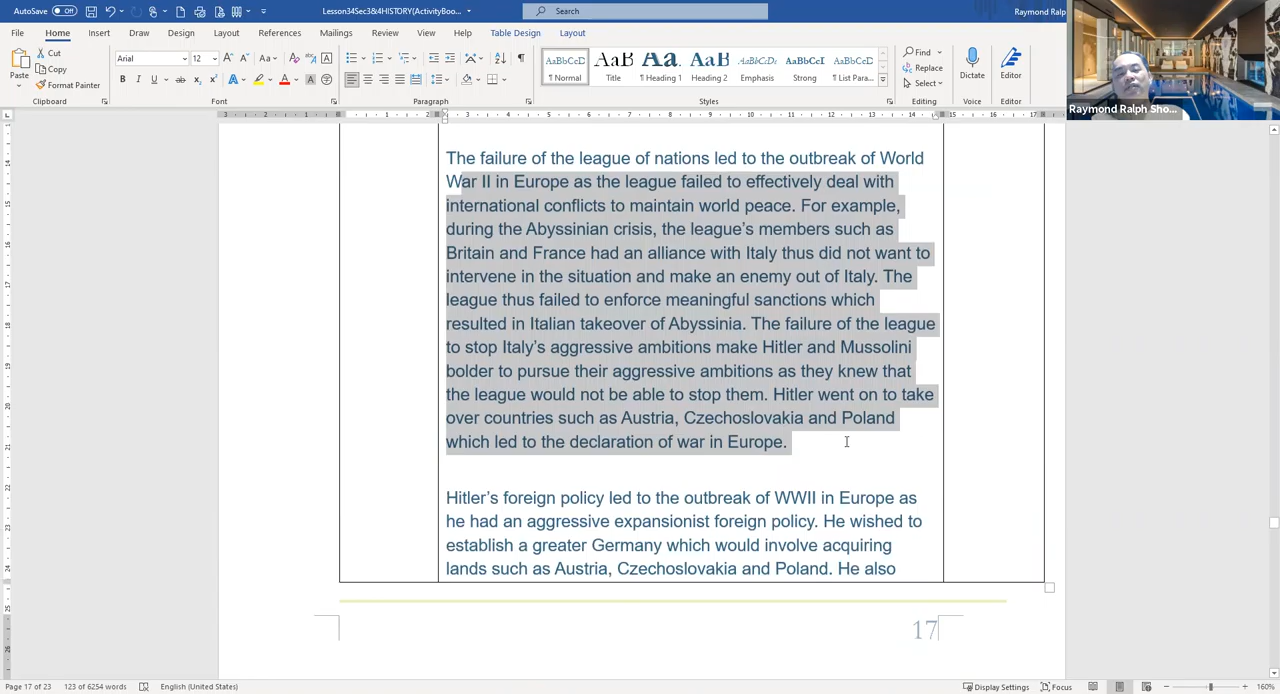 AutoSave Off Lesson34Sec3&4HISTORY(ActivityBoo... Search Raymond Ralp
File Home Insert Draw Design Layout References Mailings Review View Help Table Design Layout
Paste Cut Copy Format Painter Clipboard
Arial 12 Font
Paragraph
AaBbCcDc ¶ Normal AaB Title AaBb( ¶ Heading 1 AaBbC Heading 2 AaBbCcDc Emphasis AaBbCcI Strong AaBbCcDc ¶ List Para... Styles
Find Replace Select Editing
Dictate Voice
Editor Editor
Raymond Ralph Sho...
The failure of the league of nations led to the outbreak of World
War II in Europe as the league failed to effectively deal with
international conflicts to maintain world peace. For example,
during the Abyssinian crisis, the league's members such as
Britain and France had an alliance with Italy thus did not want to
intervene in the situation and make an enemy out of Italy. The
league thus failed to enforce meaningful sanctions which
resulted in Italian takeover of Abyssinia. The failure of the league
to stop Italy's aggressive ambitions make Hitler and Mussolini
bolder to pursue their aggressive ambitions as they knew that
the league would not be able to stop them. Hitler went on to take
over countries such as Austria, Czechoslovakia and Poland
which led to the declaration of war in Europe.
Hitler's foreign policy led to the outbreak of WWII in Europe as
he had an aggressive expansionist foreign policy. He wished to
establish a greater Germany which would involve acquiring
lands such as Austria, Czechoslovakia and Poland. He also
17
Page 17 of 23 123 of 6254 words English (United States) Display Settings Focus 160%